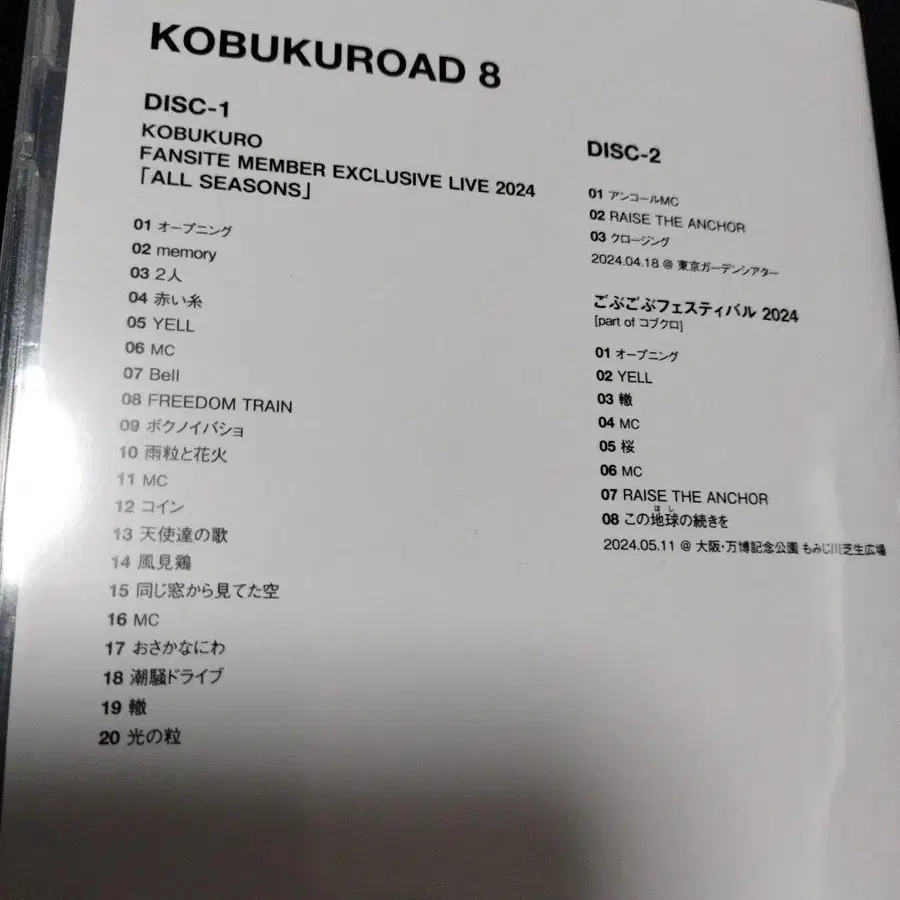 KOBUKUROAD 8
DISC-1
KOBUKURO
FANSITE MEMBER EXCLUSIVE LIVE 2024
「ALL SEASONS」
01 オープニング
02 memory
03 2人
04 赤い糸
05 YELL
06 MC
07 Bell
08 FREEDOM TRAIN
09 ボクノイバショ
10 雨粒と花火
11 MC
12 コイン
13 天使達の歌
14 風見鶏
15 同じ窓から見てた空
16 MC
17 おさかなにわ
18 潮騒ドライブ
19 轍
20 光の粒
DISC-2
01 アンコールMC
02 RAISE THE ANCHOR
03 クロージング
2024.04.18 @ 東京ガーデンシアター
ごぶごぶフェスティバル 2024
[part of コブクロ]
01 オープニング
02 YELL
03 轍
04 MC
05 桜
06 MC
07 RAISE THE ANCHOR
ほし
08 この地球の続きを
2024.05.11 @ 大阪・万博記念公園 もみじ川芝生広場